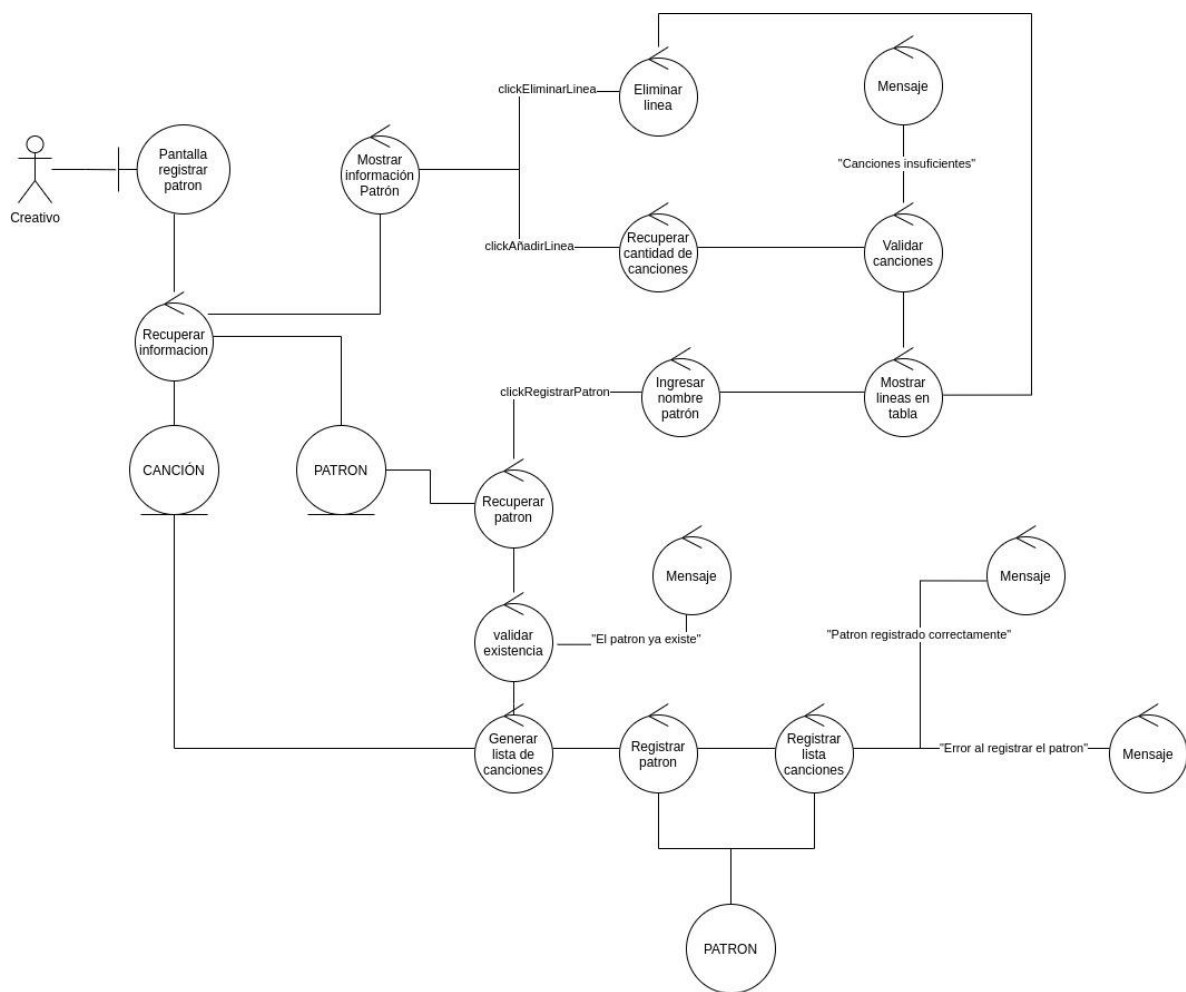 Eliminar
linea
Mensaje
clickEliminarLinea
Pantalla
registrar
patron
Mostrar
información
Patrón
"Canciones insuficientes"
Creativo
clickAñadirLinea
Recuperar
cantidad de
canciones
Validar
canciones
Recuperar
informacion
clickRegistrarPatron
Ingresar
nombre
patrón
Mostrar
lineas en
tabla
CANCIÓN
PATRON
Recuperar
patron
Mensaje
Mensaje
validar
existencia
"El patron ya existe"
"Patron registrado correctamente"
Generar
lista de
canciones
Registrar
patron
Registrar
lista
canciones
"Error al registrar el patron"
Mensaje
PATRON